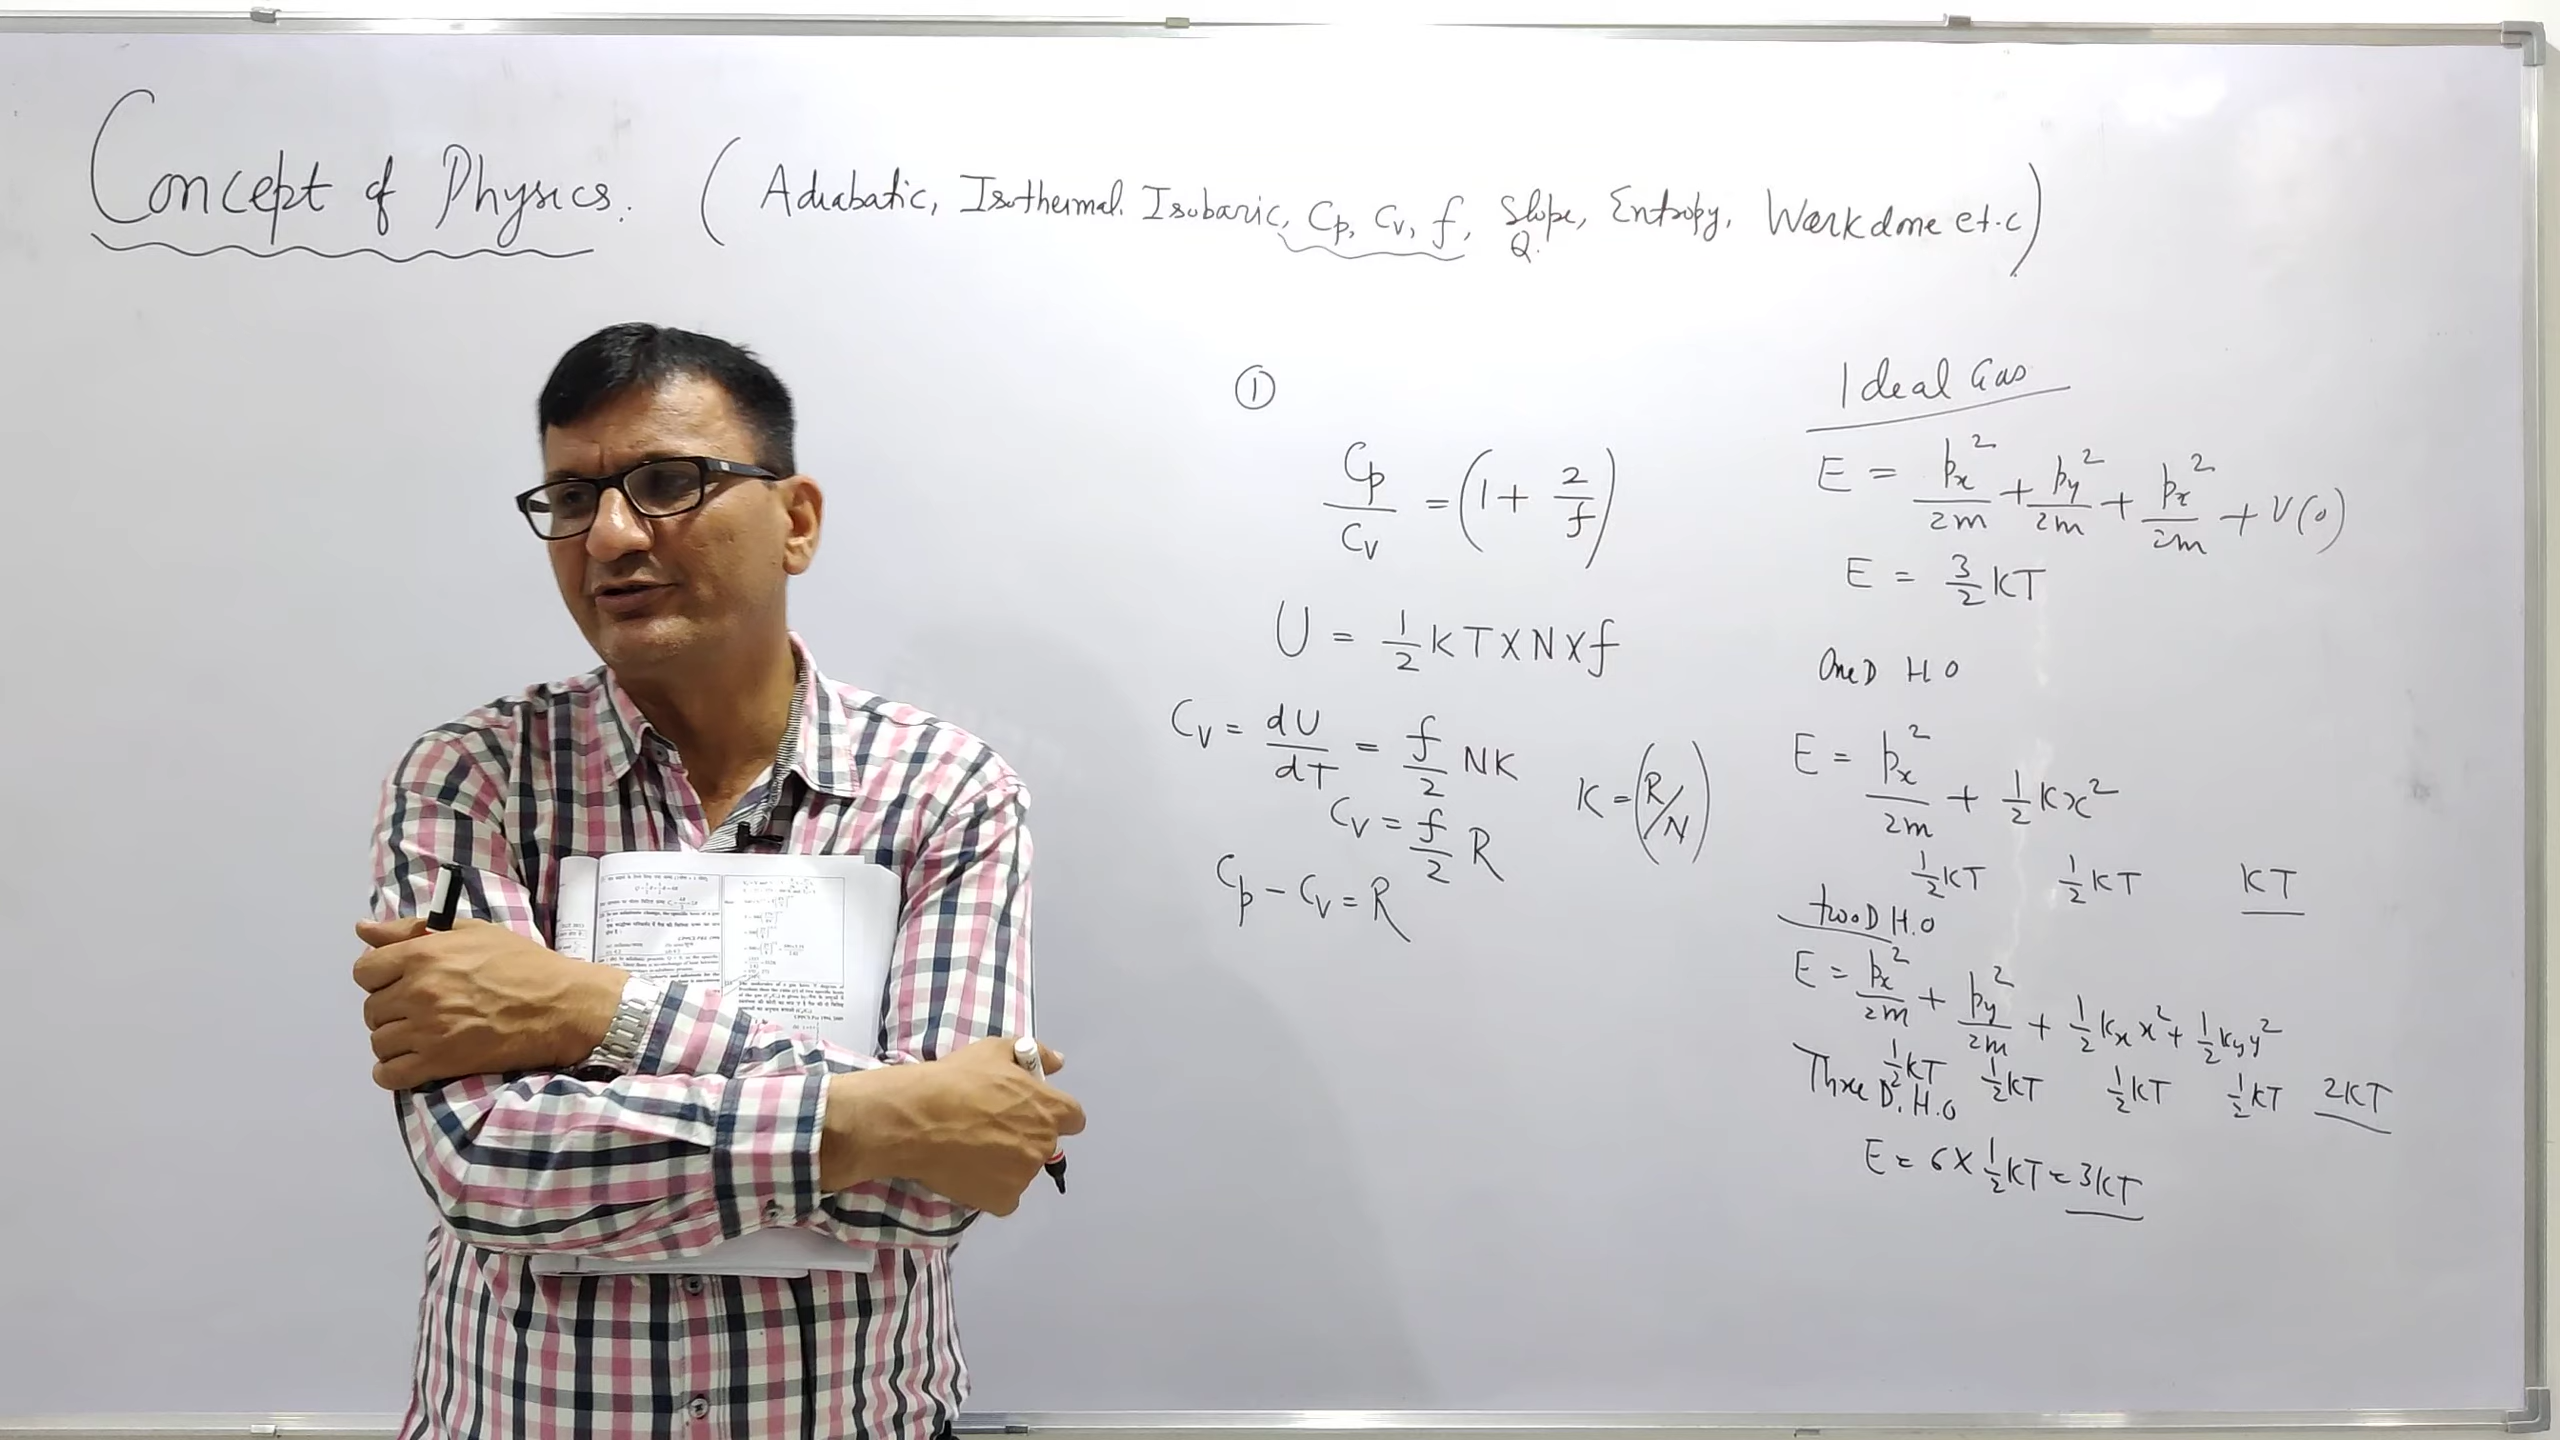 Concept of Physics. (Adiabatic, Isothermal. Isobaric, Cp, Cv, f, Slope, Entropy, Workdone et.c)
Q.
①
Cp/Cv = (1 + 2/f)
U = 1/2 KTXNXf
Cv = dU/dT = f/2 NK
K = (R/N)
Cv = f/2 R
Cp - Cv = R
Ideal Gas
E = px²/2m + py²/2m + pz²/2m + V(0)
E = 3/2 KT
One D H O
E = px²/2m + 1/2 Kx²
1/2 KT 1/2 KT KT
two D H.O
E = px²/2m + py²/2m + 1/2 Kx x² + 1/2 Ky y²
1/2 KT 1/2 KT 1/2 KT 1/2 KT 2KT
Three D. H.O
E = 6 X 1/2 KT = 3KT